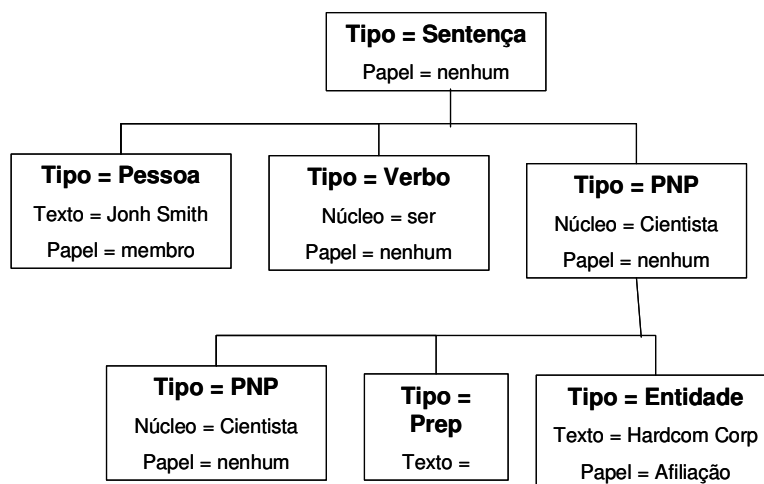 Tipo = Sentença
Papel = nenhum
Tipo = Pessoa
Texto = Jonh Smith
Papel = membro
Tipo = Verbo
Núcleo = ser
Papel = nenhum
Tipo = PNP
Núcleo = Cientista
Papel = nenhum
Tipo = PNP
Núcleo = Cientista
Papel = nenhum
Tipo =
Prep
Texto =
Tipo = Entidade
Texto = Hardcom Corp
Papel = Afiliação